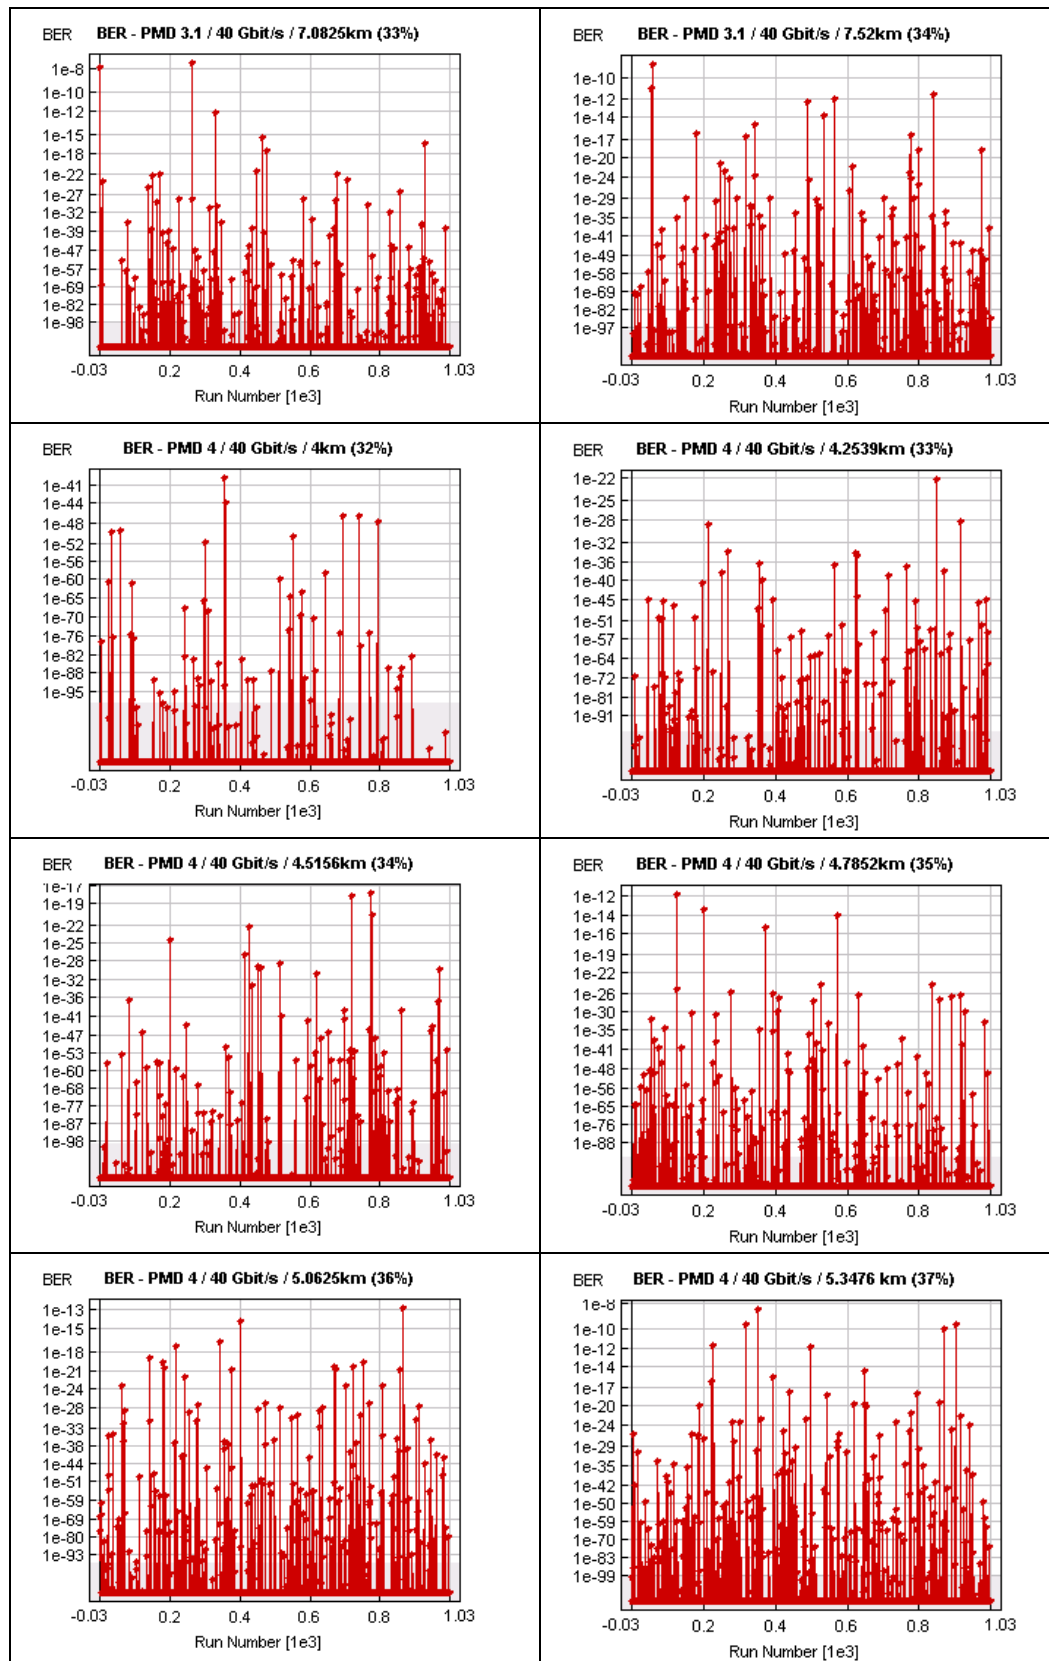 BER BER - PMD 3.1 / 40 Gbit/s / 7.0825km (33%)
1e-8
1e-10
1e-12
1e-15
1e-18
1e-22
1e-27
1e-32
1e-39
1e-47
1e-57
1e-69
1e-82
1e-98
-0.03 0.2 0.4 0.6 0.8 1.03
Run Number [1e3]
BER BER - PMD 3.1 / 40 Gbit/s / 7.52km (34%)
1e-10
1e-12
1e-14
1e-17
1e-20
1e-24
1e-29
1e-35
1e-41
1e-49
1e-58
1e-69
1e-82
1e-97
-0.03 0.2 0.4 0.6 0.8 1.03
Run Number [1e3]
BER BER - PMD 4 / 40 Gbit/s / 4km (32%)
1e-41
1e-44
1e-48
1e-52
1e-56
1e-60
1e-65
1e-70
1e-76
1e-82
1e-88
1e-95
-0.03 0.2 0.4 0.6 0.8 1.03
Run Number [1e3]
BER BER - PMD 4 / 40 Gbit/s / 4.2539km (33%)
1e-22
1e-25
1e-28
1e-32
1e-36
1e-40
1e-45
1e-51
1e-57
1e-64
1e-72
1e-81
1e-91
-0.03 0.2 0.4 0.6 0.8 1.03
Run Number [1e3]
BER BER - PMD 4 / 40 Gbit/s / 4.5156km (34%)
1e-17
1e-19
1e-22
1e-25
1e-28
1e-32
1e-36
1e-41
1e-47
1e-53
1e-60
1e-68
1e-77
1e-87
1e-98
-0.03 0.2 0.4 0.6 0.8 1.03
Run Number [1e3]
BER BER - PMD 4 / 40 Gbit/s / 4.7852km (35%)
1e-12
1e-14
1e-16
1e-19
1e-22
1e-26
1e-30
1e-35
1e-41
1e-48
1e-56
1e-65
1e-76
1e-88
-0.03 0.2 0.4 0.6 0.8 1.03
Run Number [1e3]
BER BER - PMD 4 / 40 Gbit/s / 5.0625km (36%)
1e-13
1e-15
1e-18
1e-21
1e-24
1e-28
1e-33
1e-38
1e-44
1e-51
1e-59
1e-69
1e-80
1e-93
-0.03 0.2 0.4 0.6 0.8 1.03
Run Number [1e3]
BER BER - PMD 4 / 40 Gbit/s / 5.3476 km (37%)
1e-8
1e-10
1e-12
1e-14
1e-17
1e-20
1e-24
1e-29
1e-35
1e-42
1e-50
1e-59
1e-70
1e-83
1e-99
-0.03 0.2 0.4 0.6 0.8 1.03
Run Number [1e3]